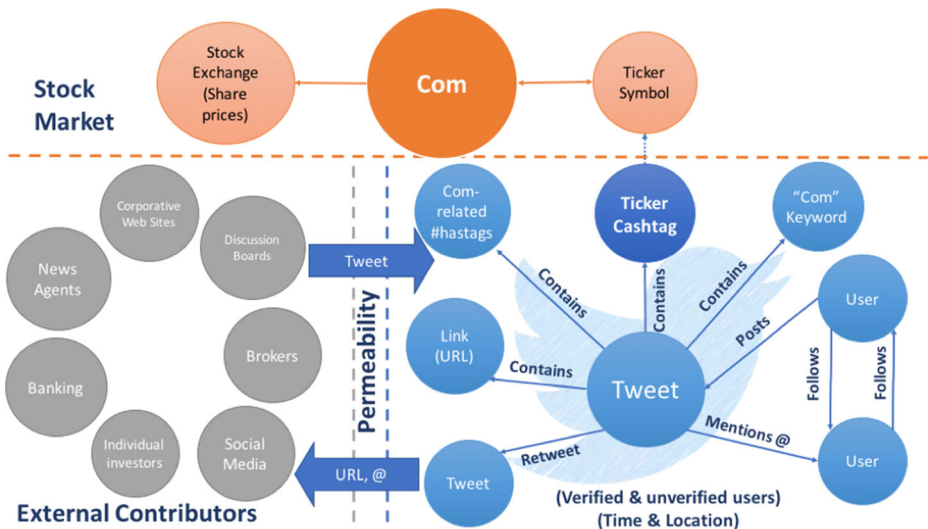 Stock
Exchange
(Share
prices)
Com
Ticker
Symbol
Stock
Market
Corporative
Web Sites
Discussion
Boards
News
Agents
Brokers
Banking
Individual
investors
Social
Media
External Contributors
Tweet
Permeability
URL, @
Com-
related
#hastags
Ticker
Cashtag
"Com"
Keyword
Contains
Contains
Contains
User
Link
(URL)
Contains
Tweet
Posts
Follows
Follows
Mentions @
Retweet
Tweet
User
(Verified & unverified users)
(Time & Location)